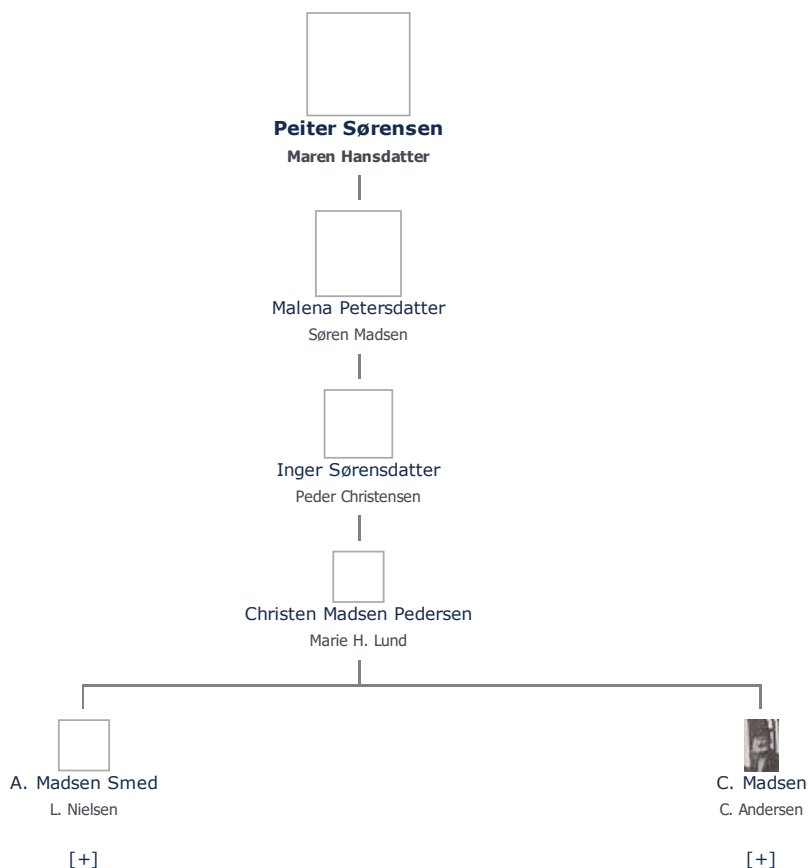 Peiter Sørensen
Maren Hansdatter
Malena Petersdatter
Søren Madsen
Inger Sørensdatter
Peder Christensen
Christen Madsen Pedersen
Marie H. Lund
A. Madsen Smed
L. Nielsen
[+]
C. Madsen
C. Andersen
[+]